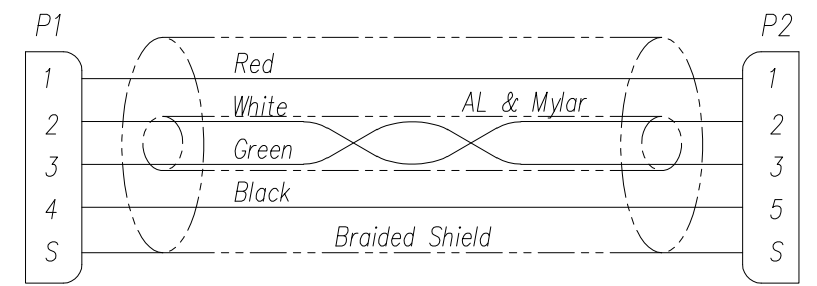 P1 P2
1 Red 1
White AL & Mylar
2 2
Green
3 3
Black
4 5
S Braided Shield S